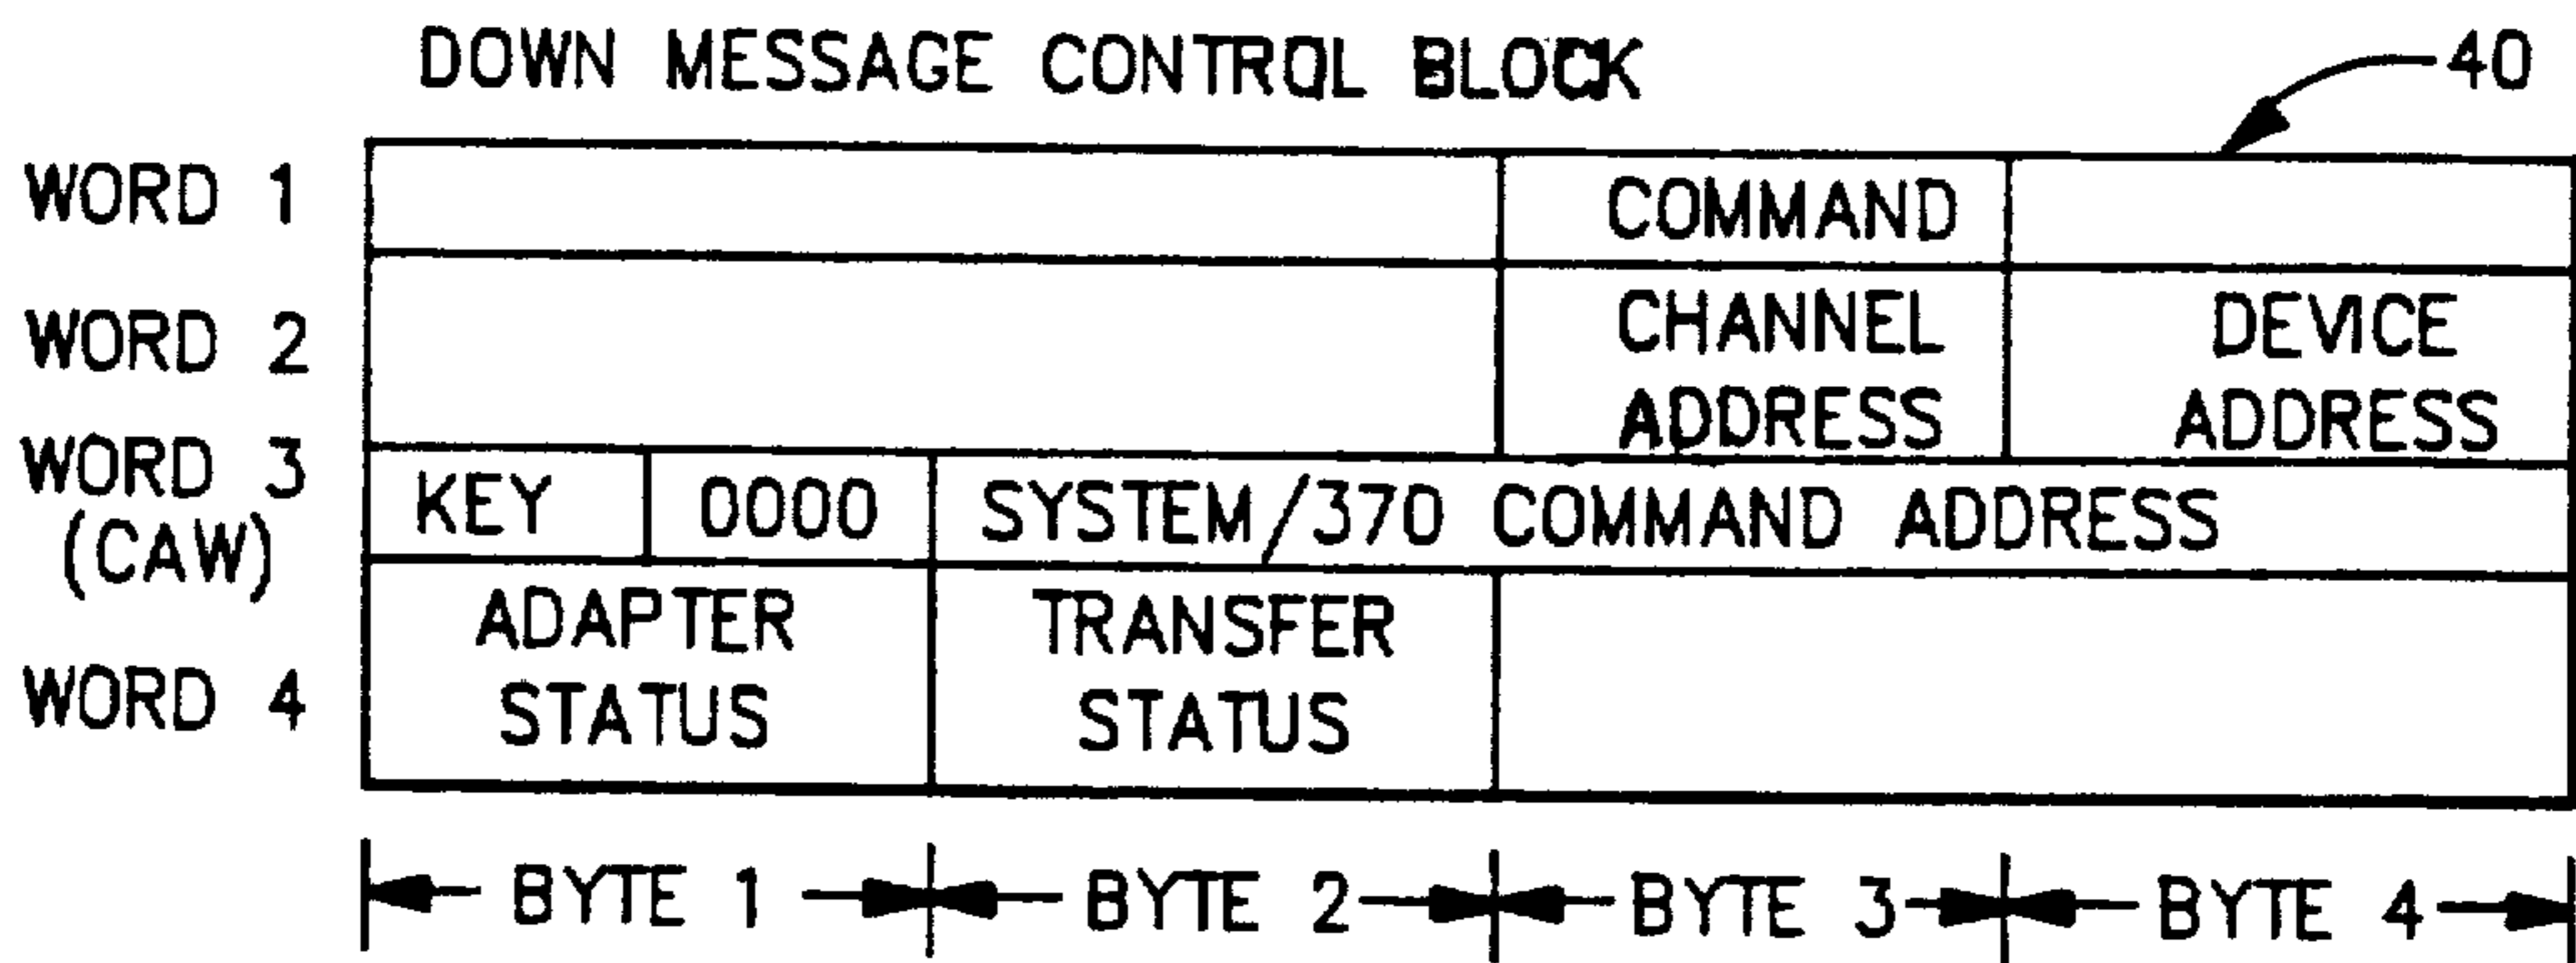 DOWN MESSAGE CONTROL BLOCK
40
WORD 1
COMMAND
WORD 2
CHANNEL ADDRESS
DEVICE ADDRESS
WORD 3 (CAW)
KEY
0000
SYSTEM/370 COMMAND ADDRESS
WORD 4
ADAPTER STATUS
TRANSFER STATUS
BYTE 1
BYTE 2
BYTE 3
BYTE 4